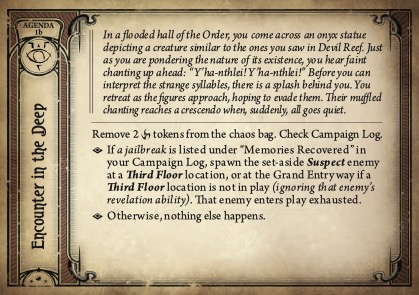 AGENDA
1b
Encounter in the Deep
In a flooded hall of the Order, you come across an onyx statue
depicting a creature similar to the ones you saw in Devil Reef. Just
as you are pondering the nature of its existence, you hear faint
chanting up ahead: “Y’ha-nthlei! Y’ha-nthlei!” Before you can
interpret the strange syllables, there is a splash behind you. You
retreat as the figures approach, hoping to evade them. Their muffled
chanting reaches a crescendo when, suddenly, all goes quiet.
Remove 2 tokens from the chaos bag. Check Campaign Log.
If a jailbreak is listed under “Memories Recovered” in
your Campaign Log, spawn the set-aside Suspect enemy
at a Third Floor location, or at the Grand Entryway if a
Third Floor location is not in play (ignoring that enemy’s
revelation ability). That enemy enters play exhausted.
Otherwise, nothing else happens.